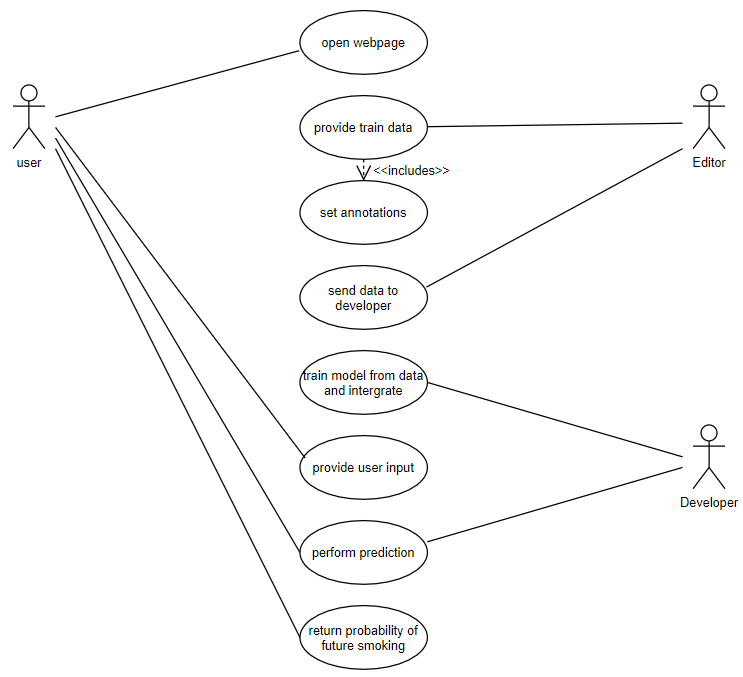 open webpage
user
provide train data
Editor
<<includes>>
set annotations
send data to
developer
train model from data
and intergrate
provide user input
Developer
perform prediction
return probability of
future smoking